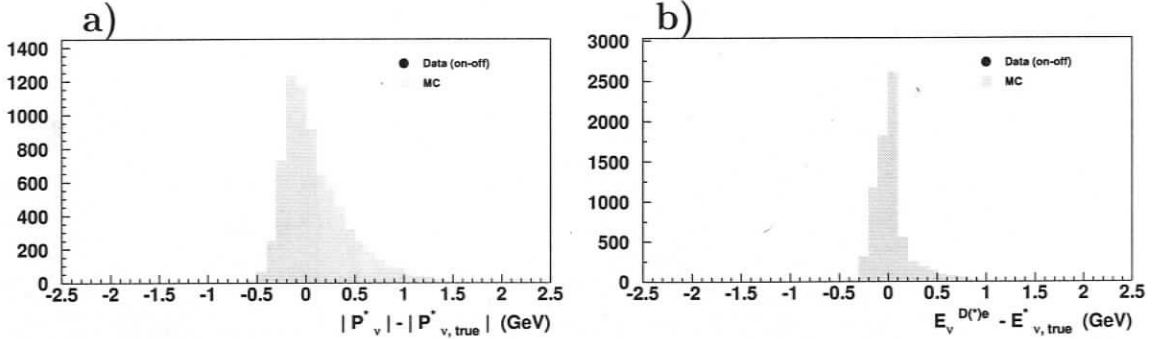 a)
1400
1200
1000
800
600
400
200
0
Data (on-off)
MC
-2.5 -2 -1.5 -1 -0.5 0 0.5 1 1.5 2 2.5
| P*ν | - | P*ν, true | (GeV)
b)
3000
2500
2000
1500
1000
500
0
Data (on-off)
MC
-2.5 -2 -1.5 -1 -0.5 0 0.5 1 1.5 2 2.5
Eν D(*)e - E*ν, true (GeV)